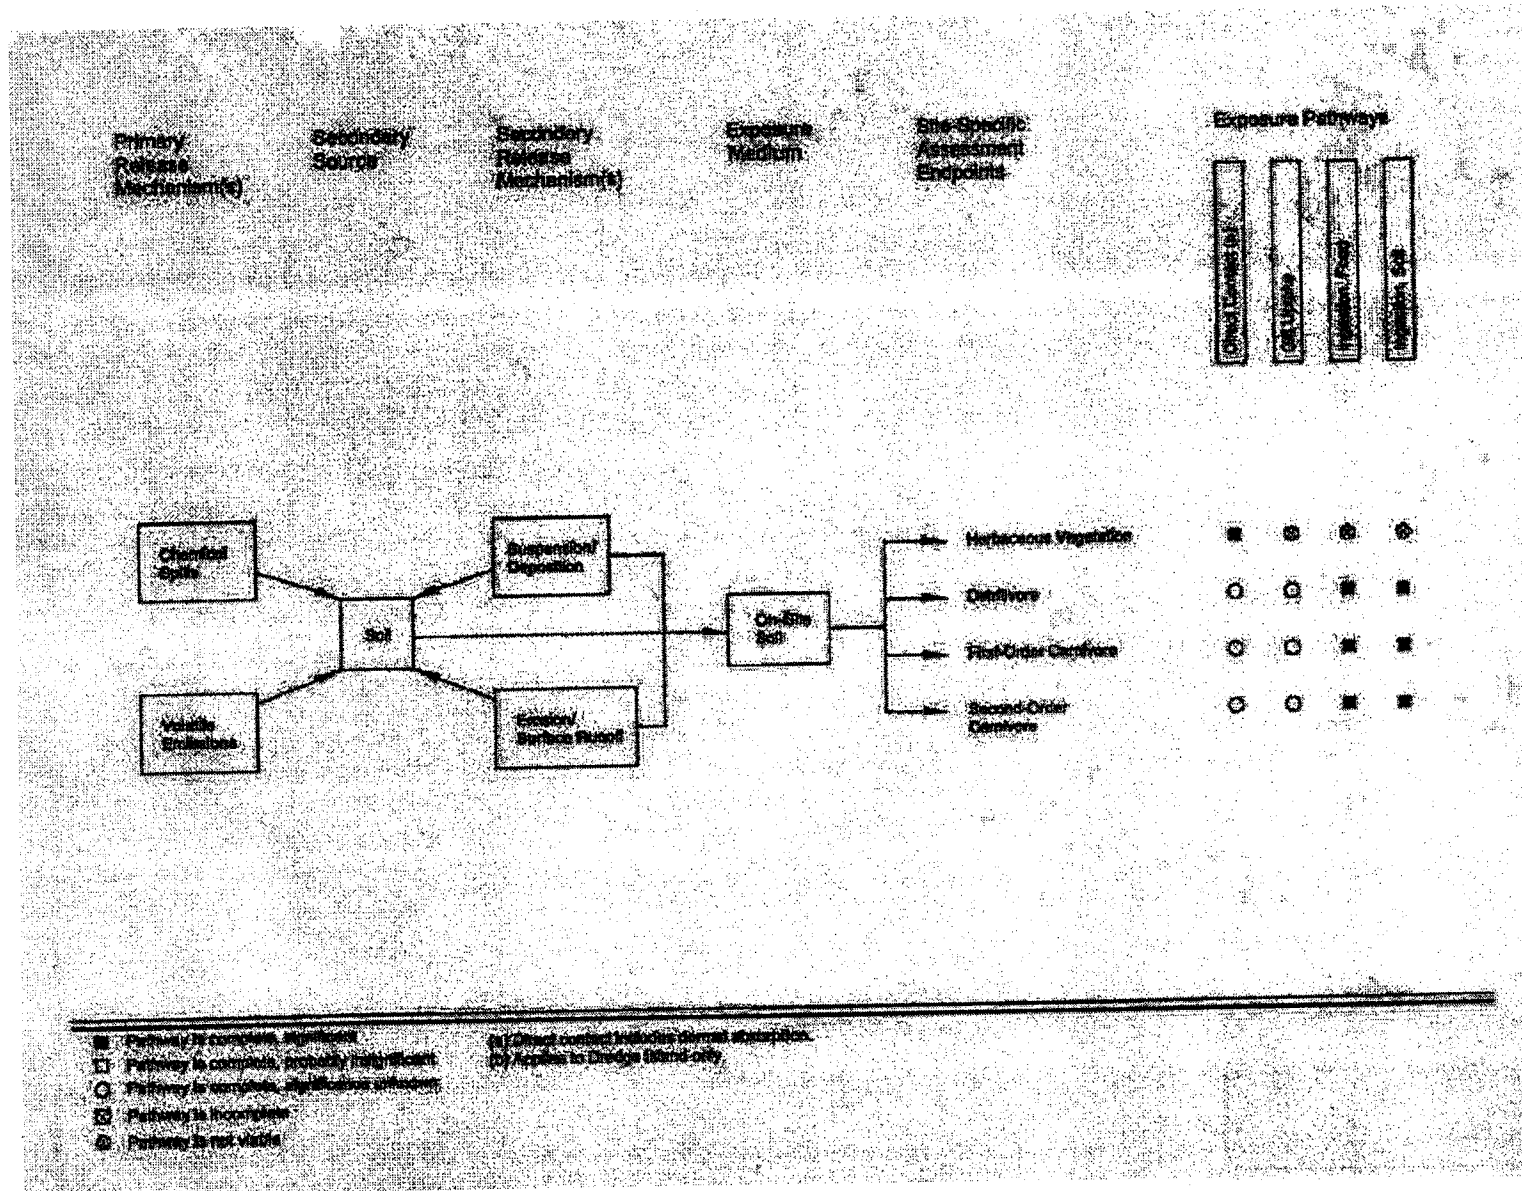 Primary
Release
Mechanism(s)
Secondary
Source
Secondary
Release
Mechanism(s)
Exposure
Medium
Site-Specific
Assessment
Endpoints
Exposure Pathways
Direct Contact (a)
Gill Uptake
Ingestion, Food
Ingestion, Soil
Chemical
Spills
Suspension/
Deposition
Soil
On-Site
Soil
Volatile
Emissions
Erosion/
Surface Runoff
Herbaceous Vegetation
Omnivore
First-Order Carnivore
Second-Order
Carnivore
Pathway is complete, significant
Pathway is complete, probably insignificant
Pathway is complete, significance unknown
Pathway is incomplete
Pathway is not viable
(a) Direct contact includes dermal absorption.
(b) Applies to Dredge Island only.